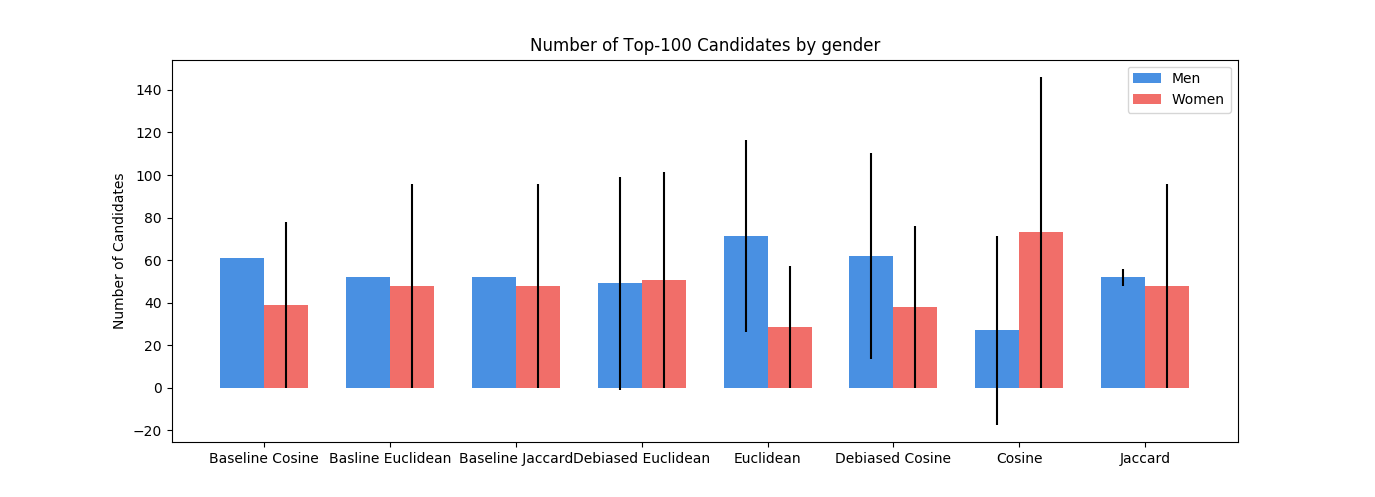 Number of Top-100 Candidates by gender
Men
Women
Number of Candidates
140
120
100
80
60
40
20
0
−20
Baseline Cosine
Basline Euclidean
Baseline Jaccard
Debiased Euclidean
Euclidean
Debiased Cosine
Cosine
Jaccard